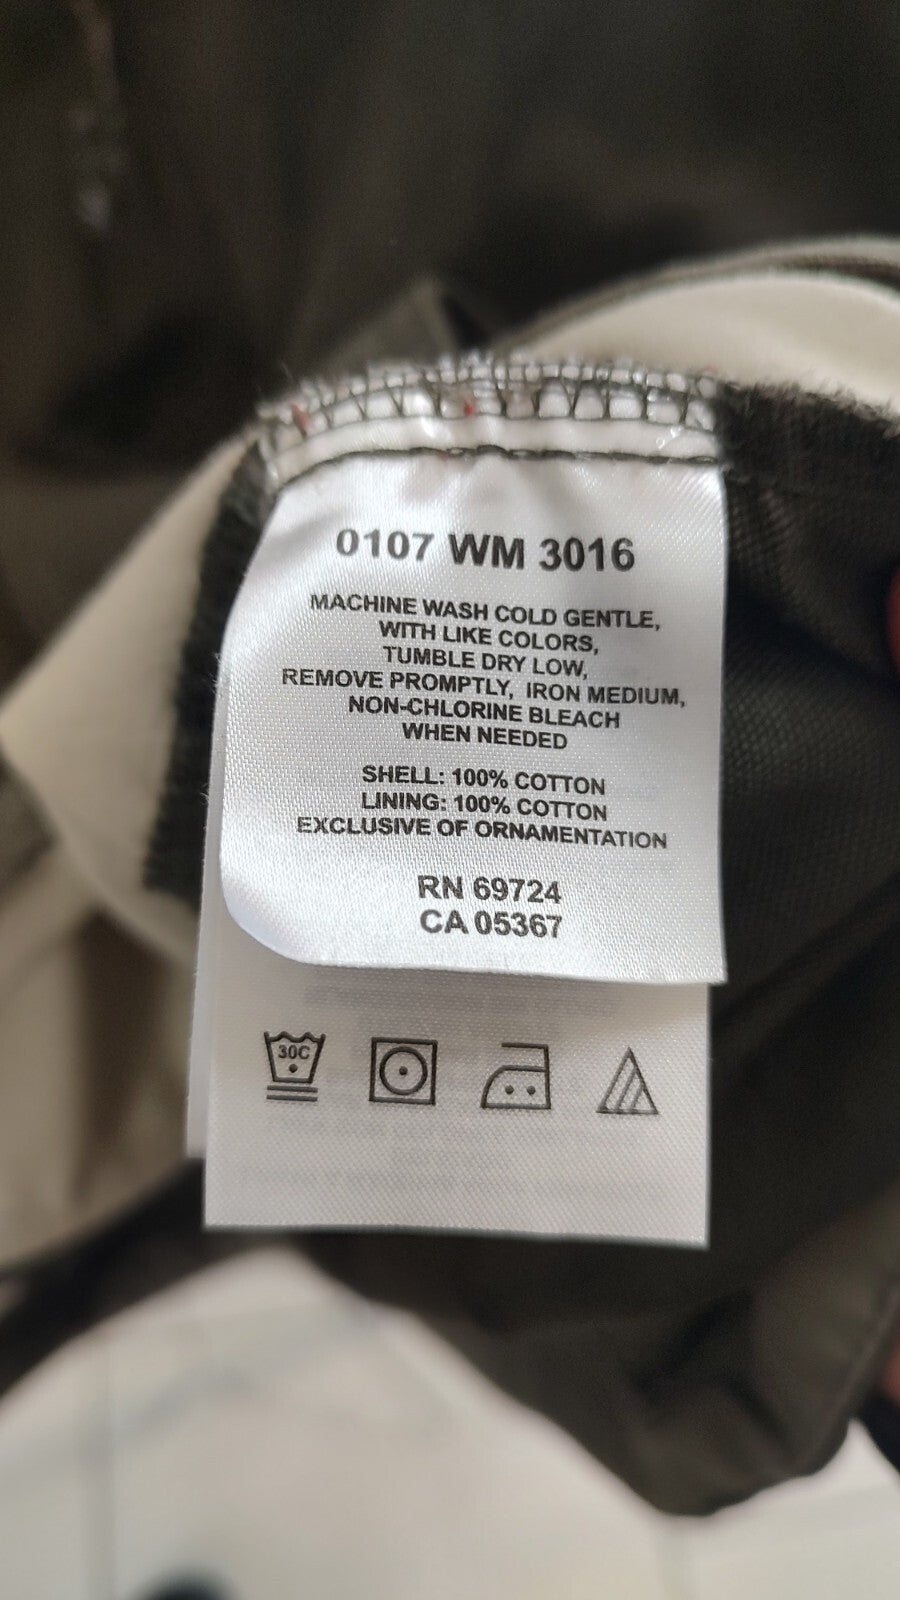 0107 WM 3016
MACHINE WASH COLD GENTLE,
WITH LIKE COLORS,
TUMBLE DRY LOW,
REMOVE PROMPTLY, IRON MEDIUM,
NON-CHLORINE BLEACH
WHEN NEEDED
SHELL: 100% COTTON
LINING: 100% COTTON
EXCLUSIVE OF ORNAMENTATION
RN 69724
CA 05367
30C